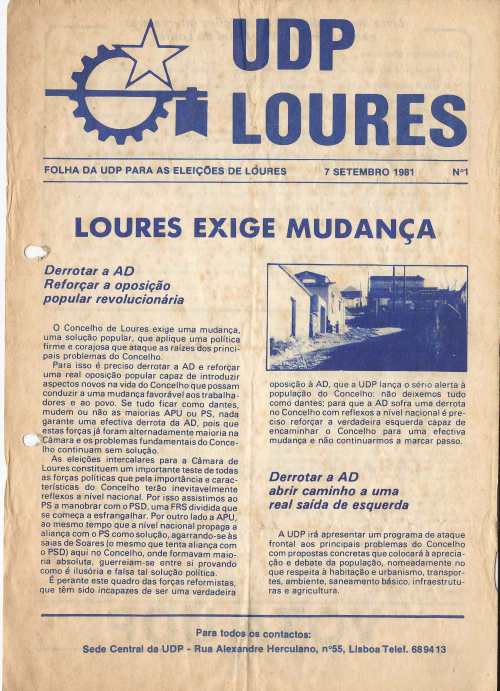 UDP
LOURES
FOLHA DA UDP PARA AS ELEIÇÕES DE LOURES 7 SETEMBRO 1981 Nº1
LOURES EXIGE MUDANÇA
Derrotar a AD
Reforçar a oposição
popular revolucionária
O Concelho de Loures exige uma mudança,
uma solução popular, que aplique uma política
firme e corajosa que ataque as raízes dos princi-
pais problemas do Concelho.
Para isso é preciso derrotar a AD e reforçar
uma real oposição popular capaz de introduzir
aspectos novos na vida do Concelho que possam
conduzir a uma mudança favorável aos trabalha-
dores e ao povo. Se tudo ficar como dantes,
mudem ou não as maiorias APU ou PS, nada
garante uma efectiva derrota da AD, pois que
estas forças já foram alternadamente maioria na
Câmara e os problemas fundamentais do Conce-
lho continuam sem solução.
As eleições intercalares para a Câmara de
Loures constituem um importante teste de todas
as forças políticas que pela importância e carac-
terísticas do Concelho terão inevitavelmente
reflexos a nível nacional. Por isso assistimos ao
PS a manobrar com o PSD, uma FRS dividida que
se começa a esfrangalhar. Por outro lado a APU,
ao mesmo tempo que a nível nacional propaga a
aliança com o PS como solução, agarrando-se às
saias de Soares (o mesmo que tenta aliança com
o PSD) aqui no Concelho, onde formavam maio-
ria absoluta, guerreiam-se entre si provando
como é ilusória e falsa tal solução política.
É perante este quadro das forças reformistas,
que têm sido incapazes de ser uma verdadeira
oposição à AD, que a UDP lança o sério alerta à
população do Concelho: não deixemos tudo
como dantes; para que a AD sofra uma derrota
no Concelho com reflexos a nível nacional é pre-
ciso reforçar a verdadeira esquerda capaz de
encaminhar o Concelho para uma efectiva
mudança e não continuarmos a marcar passo.
Derrotar a AD
abrir caminho a uma
real saída de esquerda
A UDP irá apresentar um programa de ataque
frontal aos principais problemas do Concelho
com propostas concretas que colocará à aprecia-
ção e debate da população, nomeadamente no
que respeita à habitação e urbanismo, transpor-
tes, ambiente, saneamento básico, infraestrutu-
ras e agricultura.
Para todos os contactos:
Sede Central da UDP - Rua Alexandre Herculano, nº55, Lisboa Telef. 689413